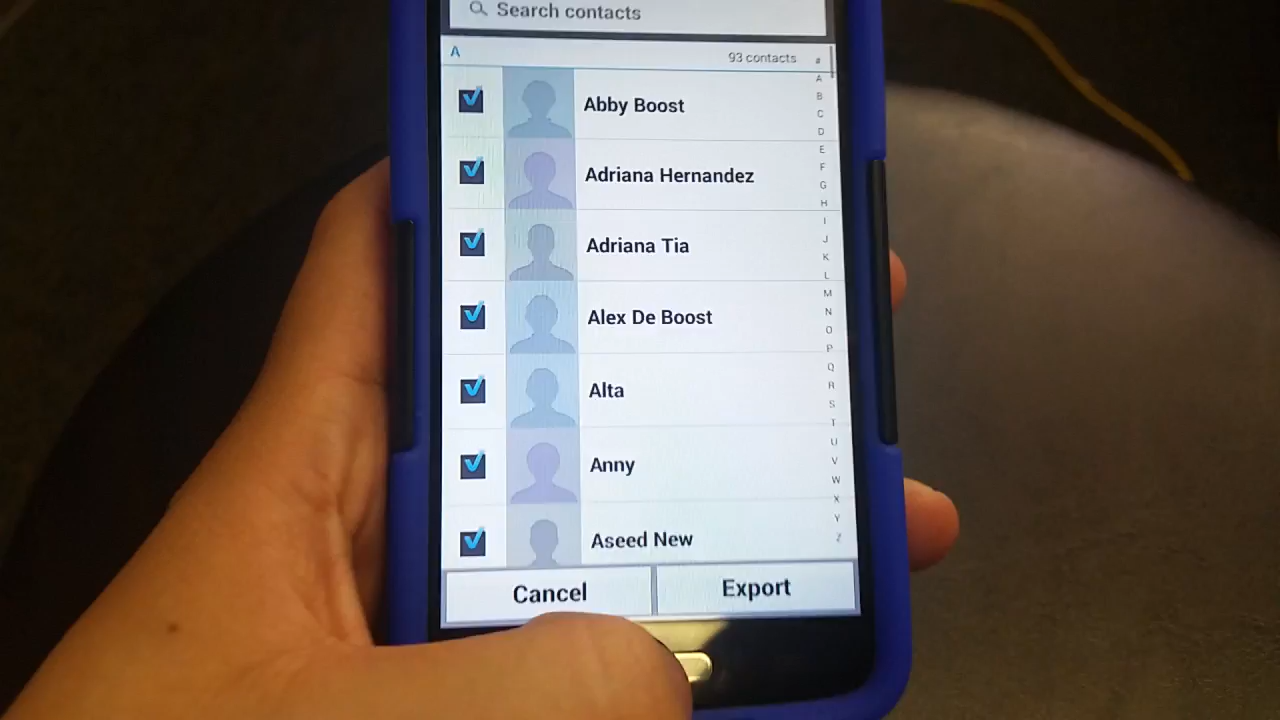 Search contacts
A 93 contacts
#
Abby Boost
Adriana Hernandez
Adriana Tia
Alex De Boost
Alta
Anny
Aseed New
A
B
C
D
E
F
G
H
I
J
K
L
M
N
O
P
Q
R
S
T
U
V
W
X
Y
Z
Cancel Export